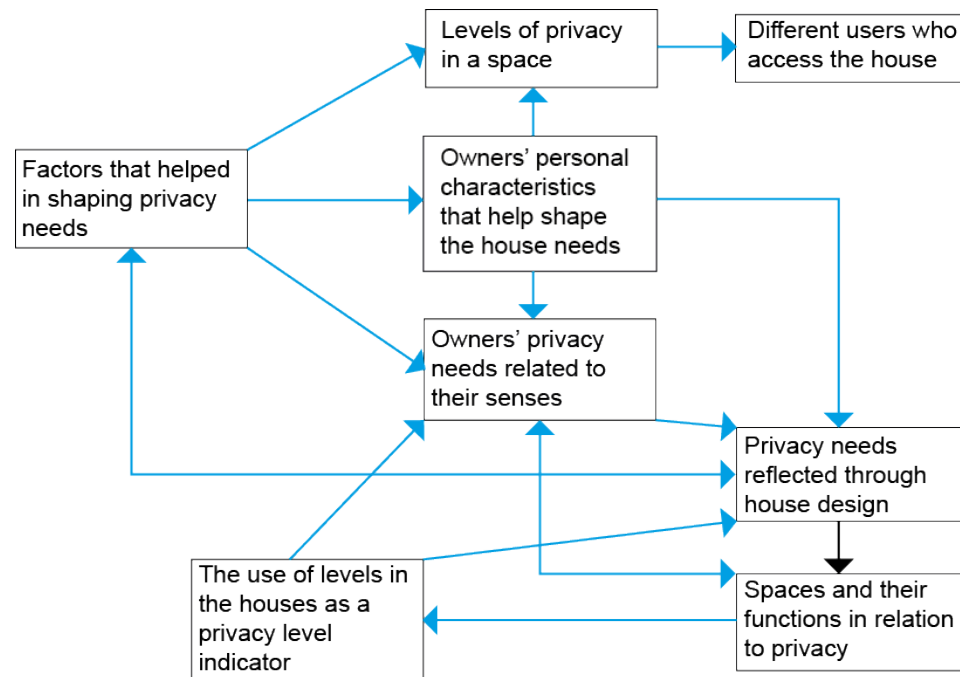 Levels of privacy
in a space
Different users who
access the house
Factors that helped
in shaping privacy
needs
Owners’ personal
characteristics
that help shape
the house needs
Owners’ privacy
needs related to
their senses
Privacy needs
reflected through
house design
The use of levels in
the houses as a
privacy level
indicator
Spaces and their
functions in relation
to privacy